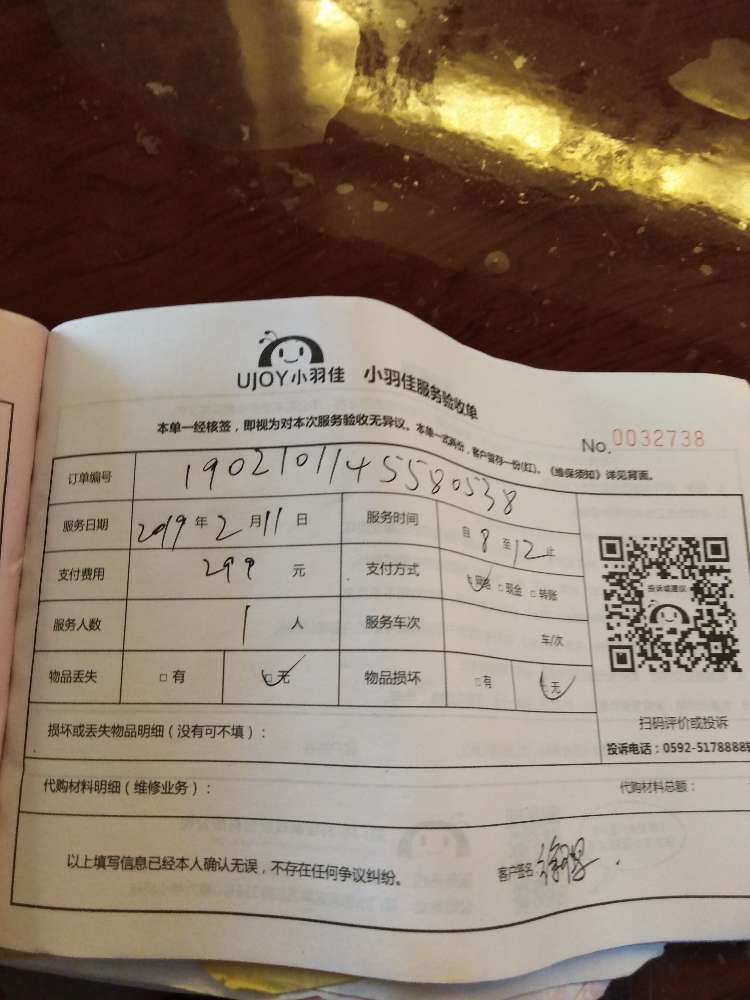 UJOY小羽佳 小羽佳服务验收单
本单一经核签，即视为对本次服务验收无异议。本单一式两份，客户留存一份(红)。《维保须知》详见背面。
No.0032738
订单编号 19021011455580538
服务日期 2019年2月11日 服务时间 自8至12止
支付费用 299元 支付方式 □网络 □现金 □转账
服务人数 1人 服务车次 车/次
物品丢失 □有 □无 物品损坏 □有 □无
投诉或建议
扫码评价或投诉
投诉电话：0592-5178888
损坏或丢失物品明细（没有可不填）：
代购材料明细（维修业务）： 代购材料总额：
以上填写信息已经本人确认无误，不存在任何争议纠纷。 客户签名